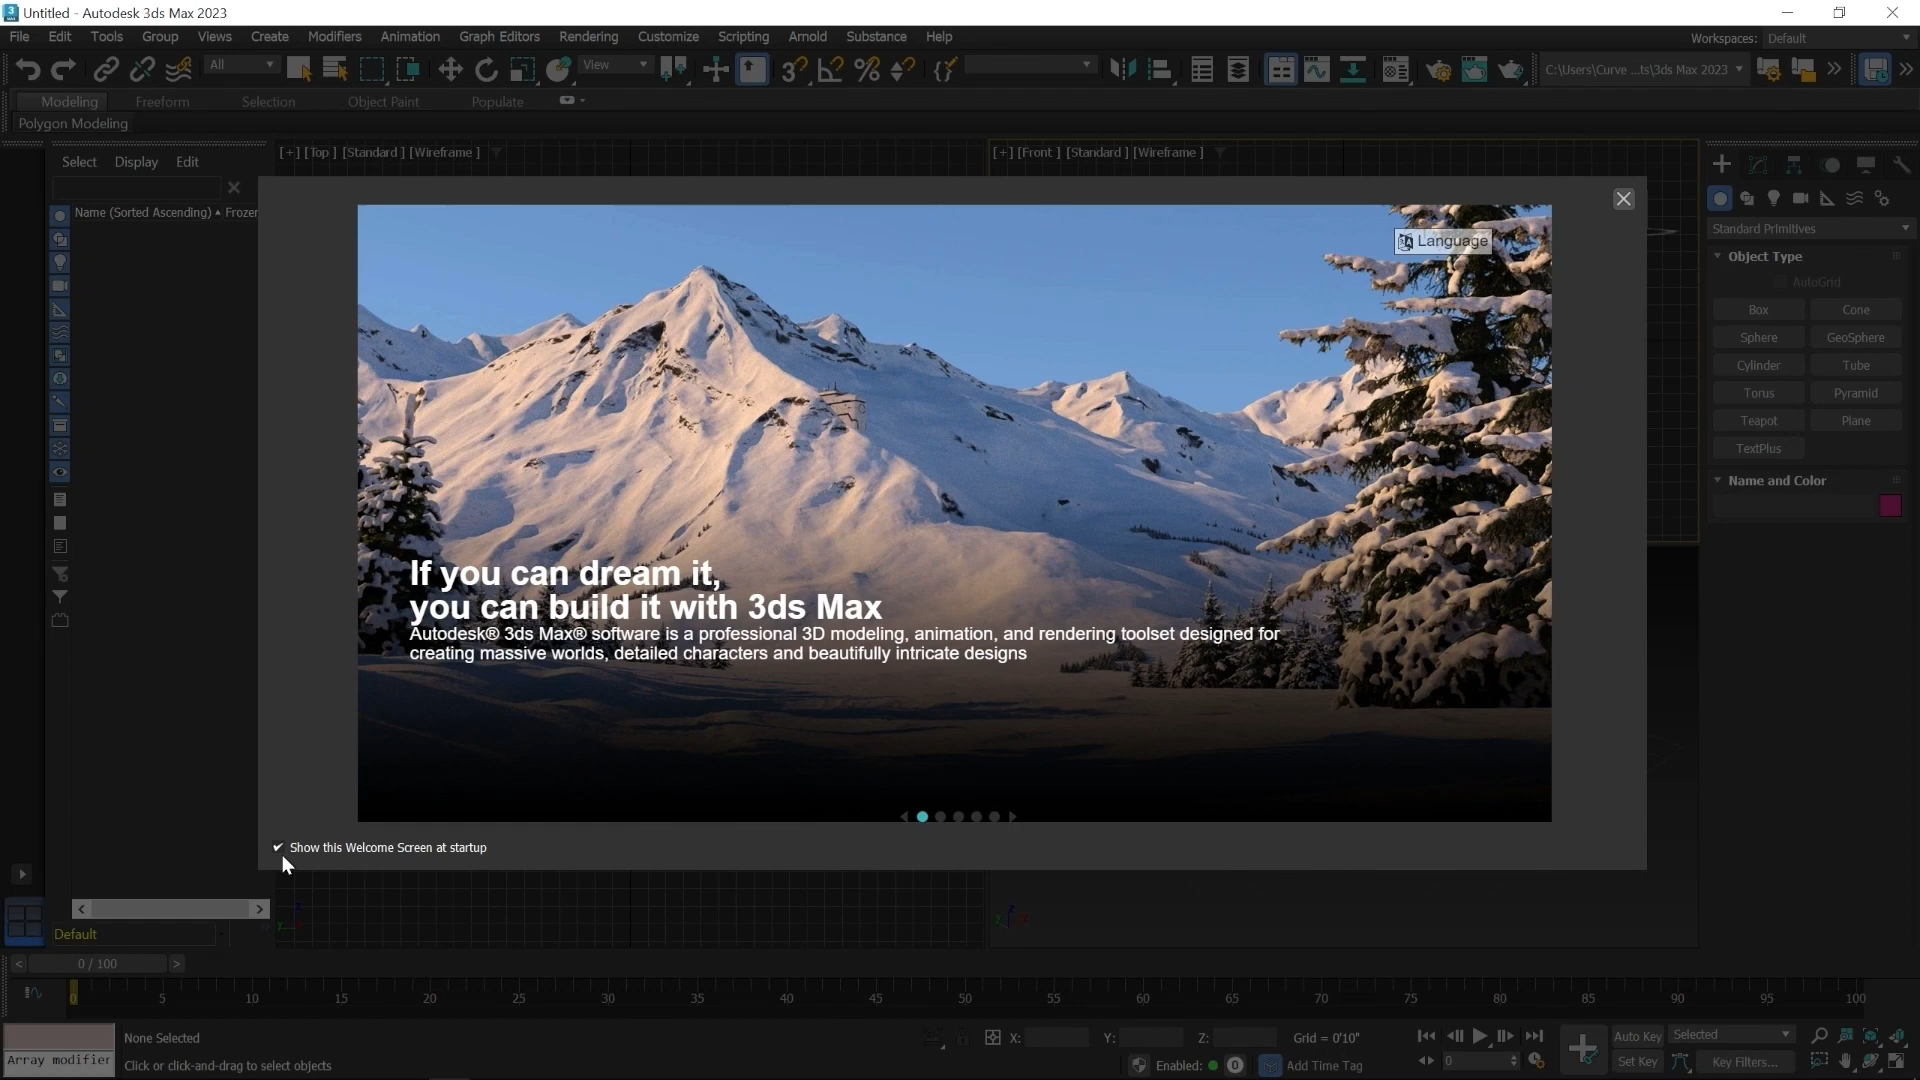 Untitled - Autodesk 3ds Max 2023
File Edit Tools Group Views Create Modifiers Animation Graph Editors Rendering Customize Scripting Arnold Substance Help Workspaces: Default
All View C:\Users\Curve ...ts\3ds Max 2023
Modeling Freeform Selection Object Paint Populate
Polygon Modeling
Select Display Edit
[+] [Top ] [Standard ] [Wireframe ]
[+] [Front ] [Standard ] [Wireframe ]
Name (Sorted Ascending) Frozen
Language
If you can dream it,
you can build it with 3ds Max
Autodesk® 3ds Max® software is a professional 3D modeling, animation, and rendering toolset designed for
creating massive worlds, detailed characters and beautifully intricate designs
Show this Welcome Screen at startup
Standard Primitives
Object Type
AutoGrid
Box Cone
Sphere GeoSphere
Cylinder Tube
Torus Pyramid
Teapot Plane
TextPlus
Name and Color
Default
0 / 100
0 5 10 15 20 25 30 35 40 45 50 55 60 65 70 75 80 85 90 95 100
None Selected X: Y: Z: Grid = 0'10" Auto Key Selected
Array modifier Click or click-and-drag to select objects Enabled: 0 Add Time Tag 0 Set Key Key Filters...